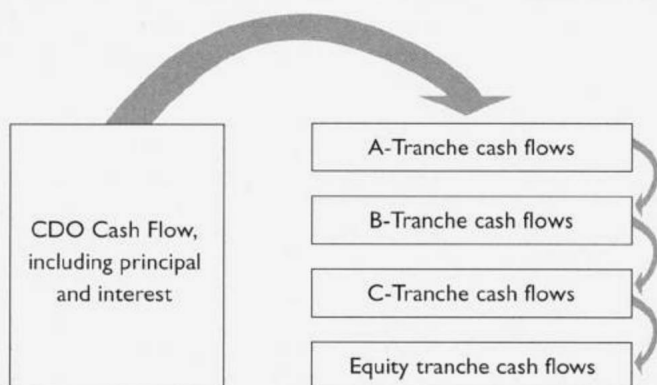 CDO Cash Flow,
including principal
and interest
A-Tranche cash flows
B-Tranche cash flows
C-Tranche cash flows
Equity tranche cash flows